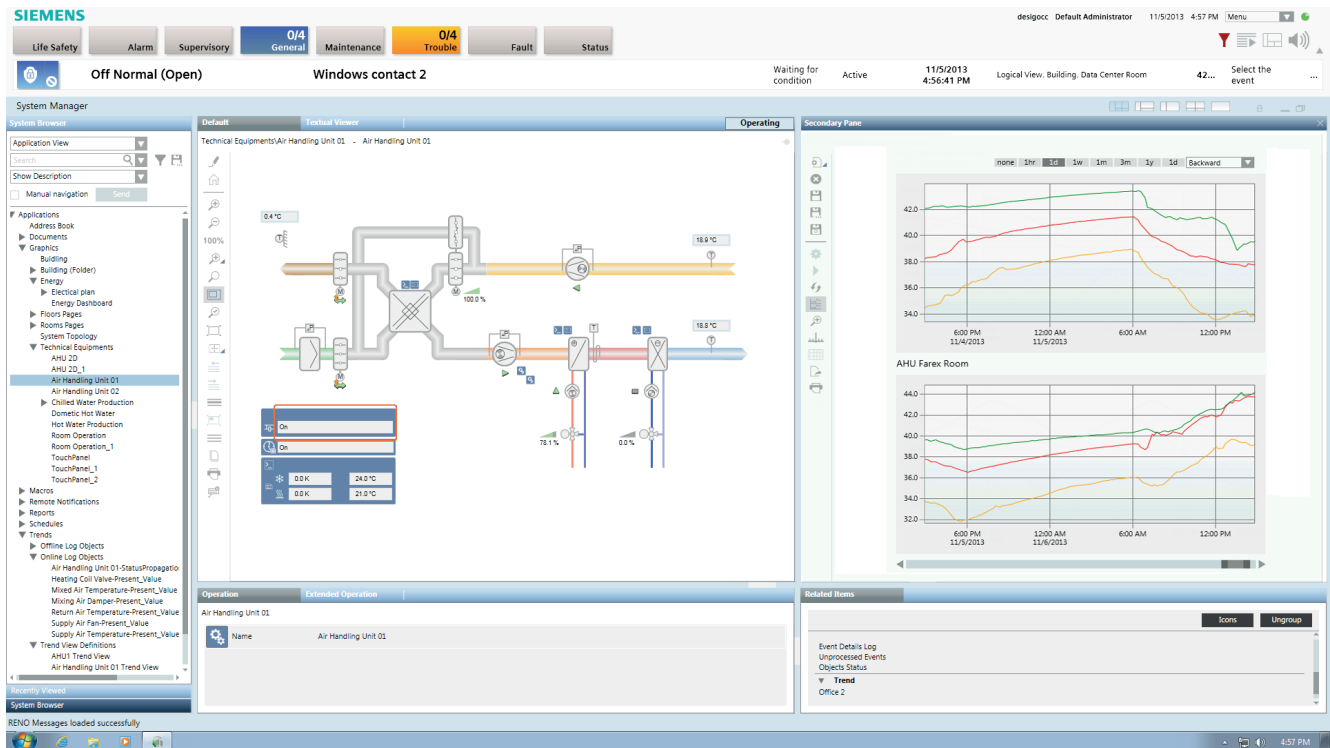 SIEMENS
desigocc Default Administrator 11/5/2013 4:57 PM Menu
Life Safety
Alarm
Supervisory
0/4
General
Maintenance
0/4
Trouble
Fault
Status
Off Normal (Open)
Windows contact 2
Waiting for
condition
Active
11/5/2013
4:56:41 PM
Logical View. Building. Data Center Room
42...
Select the
event
...
System Manager
System Browser
Application View
Search
Show Description
Manual navigation
Send
Applications
Address Book
Documents
Graphics
Building
Building (Folder)
Energy
Electical plan
Energy Dashboard
Floors Pages
Rooms Pages
System Topology
Technical Equipments
AHU 2D
AHU 2D_1
Air Handling Unit 01
Air Handling Unit 02
Chilled Water Production
Dometic Hot Water
Hot Water Production
Room Operation
Room Operation_1
TouchPanel
TouchPanel_1
TouchPanel_2
Macros
Remote Notifications
Reports
Schedules
Trends
Offline Log Objects
Online Log Objects
Air Handling Unit 01-StatusPropagatio
Heating Coil Valve-Present_Value
Mixed Air Temperature-Present_Value
Mixing Air Damper-Present_Value
Return Air Temperature-Present_Value
Supply Air Fan-Present_Value
Supply Air Temperature-Present_Value
Trend View Definitions
AHU1 Trend View
Air Handling Unit 01 Trend View
Recently Viewed
System Browser
RENO Messages loaded successfully
Default
Textual Viewer
Operating
Technical Equipments\Air Handling Unit 01 - Air Handling Unit 01
100%
0.4 °C
T
18.9 °C
T
M
M
100.0 %
18.8 °C
T
T
M
78.1 %
0.0 %
On
On
0.0 K
24.0 °C
0.0 K
21.0 °C
Operation
Extended Operation
Air Handling Unit 01
Name
Air Handling Unit 01
Secondary Pane
none 1hr 1d 1w 1m 3m 1y 1d Backward
42.0
40.0
38.0
36.0
34.0
6:00 PM 12:00 AM 6:00 AM 12:00 PM
11/4/2013 11/5/2013
AHU Farex Room
44.0
42.0
40.0
38.0
36.0
34.0
32.0
6:00 PM 12:00 AM 6:00 AM 12:00 PM
11/5/2013 11/6/2013
Related Items
Icons
Ungroup
Event Details Log
Unprocessed Events
Objects Status
Trend
Office 2
4:57 PM